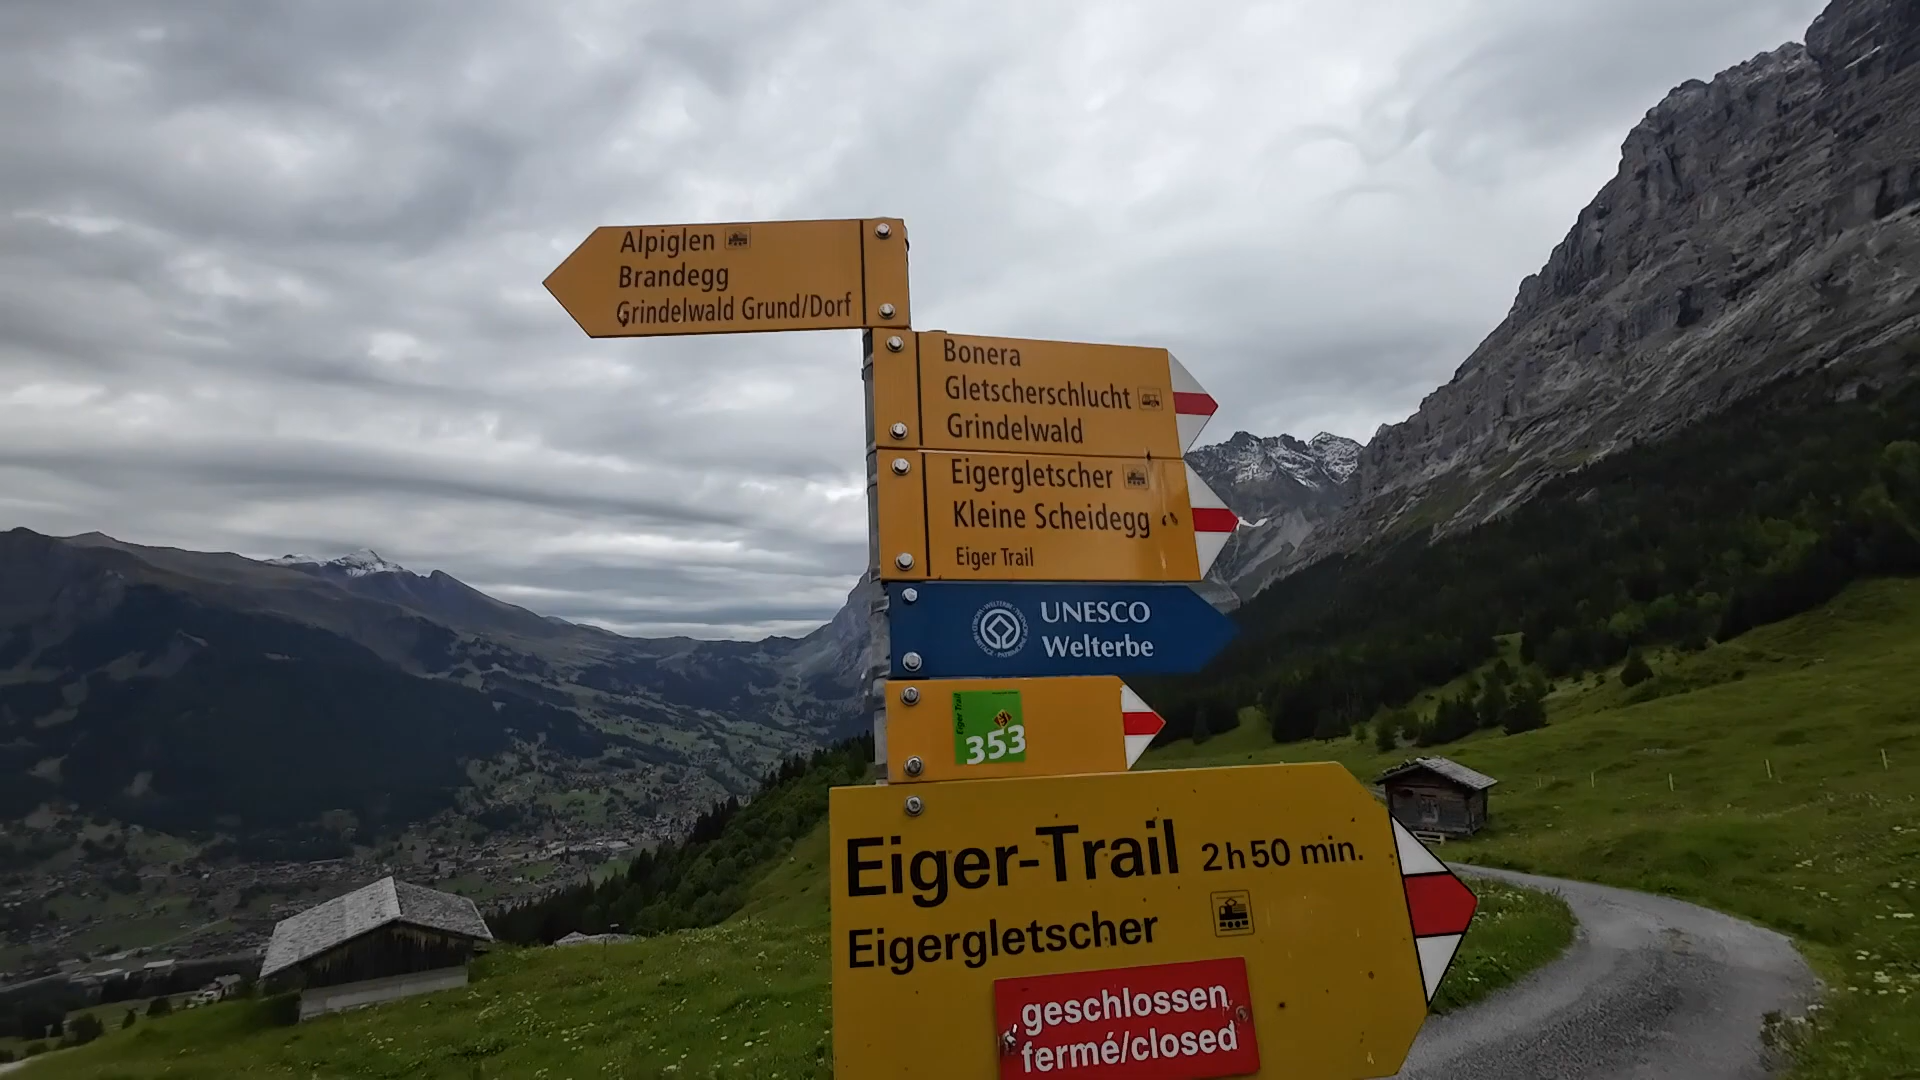 Alpiglen
Brandegg
Grindelwald Grund/Dorf
Bonera
Gletscherschlucht
Grindelwald
Eigergletscher
Kleine Scheidegg
Eiger Trail
UNESCO
Welterbe
Eiger Trail
353
Eiger-Trail 2h50 min.
Eigergletscher
geschlossen
fermé/closed